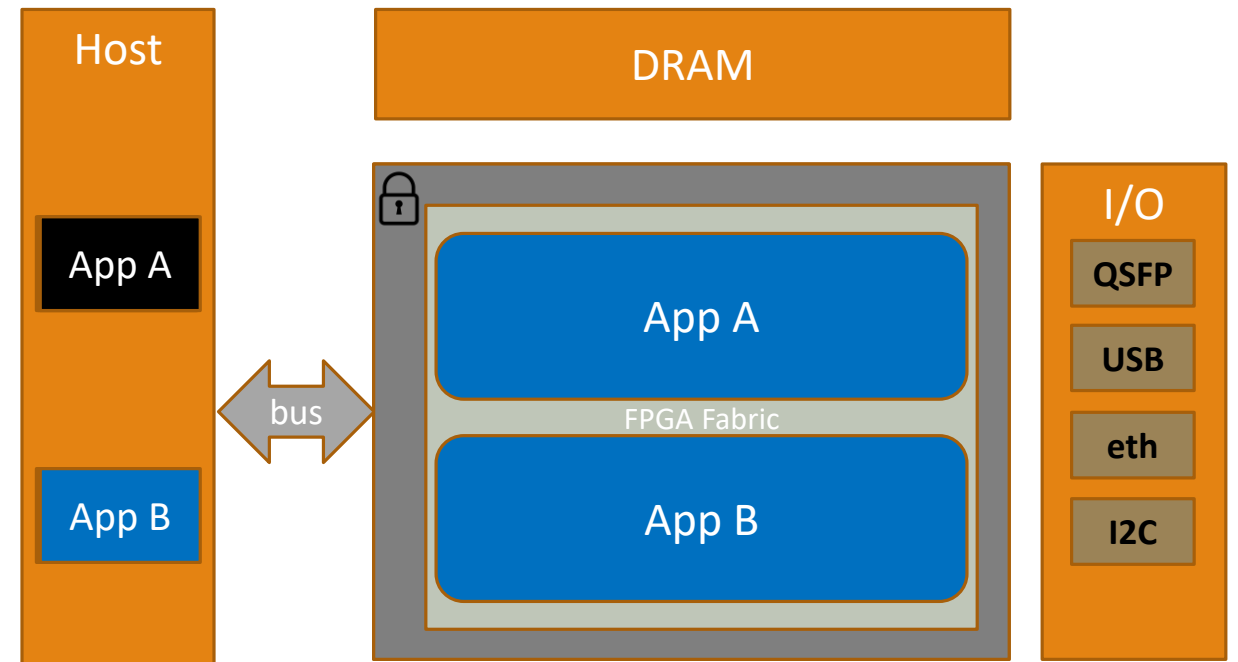 Host
App A
App B
bus
DRAM
App A
FPGA Fabric
App B
I/O
QSFP
USB
eth
I2C